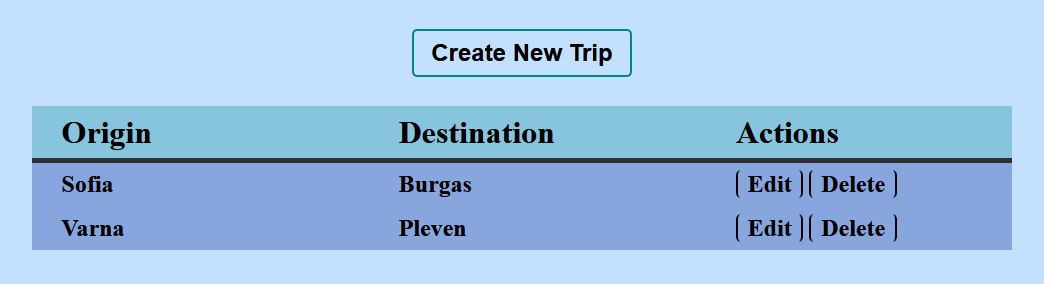 Create New Trip
Origin Destination Actions
Sofia Burgas Edit Delete
Varna Pleven Edit Delete